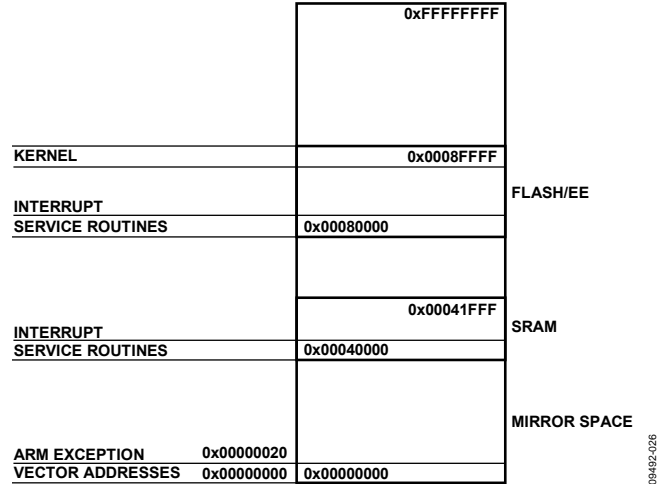 0xFFFFFFFF
KERNEL
0x0008FFFF
FLASH/EE
INTERRUPT
SERVICE ROUTINES
0x00080000
0x00041FFF
SRAM
INTERRUPT
SERVICE ROUTINES
0x00040000
MIRROR SPACE
ARM EXCEPTION 0x00000020
VECTOR ADDRESSES 0x00000000 0x00000000
09492-026